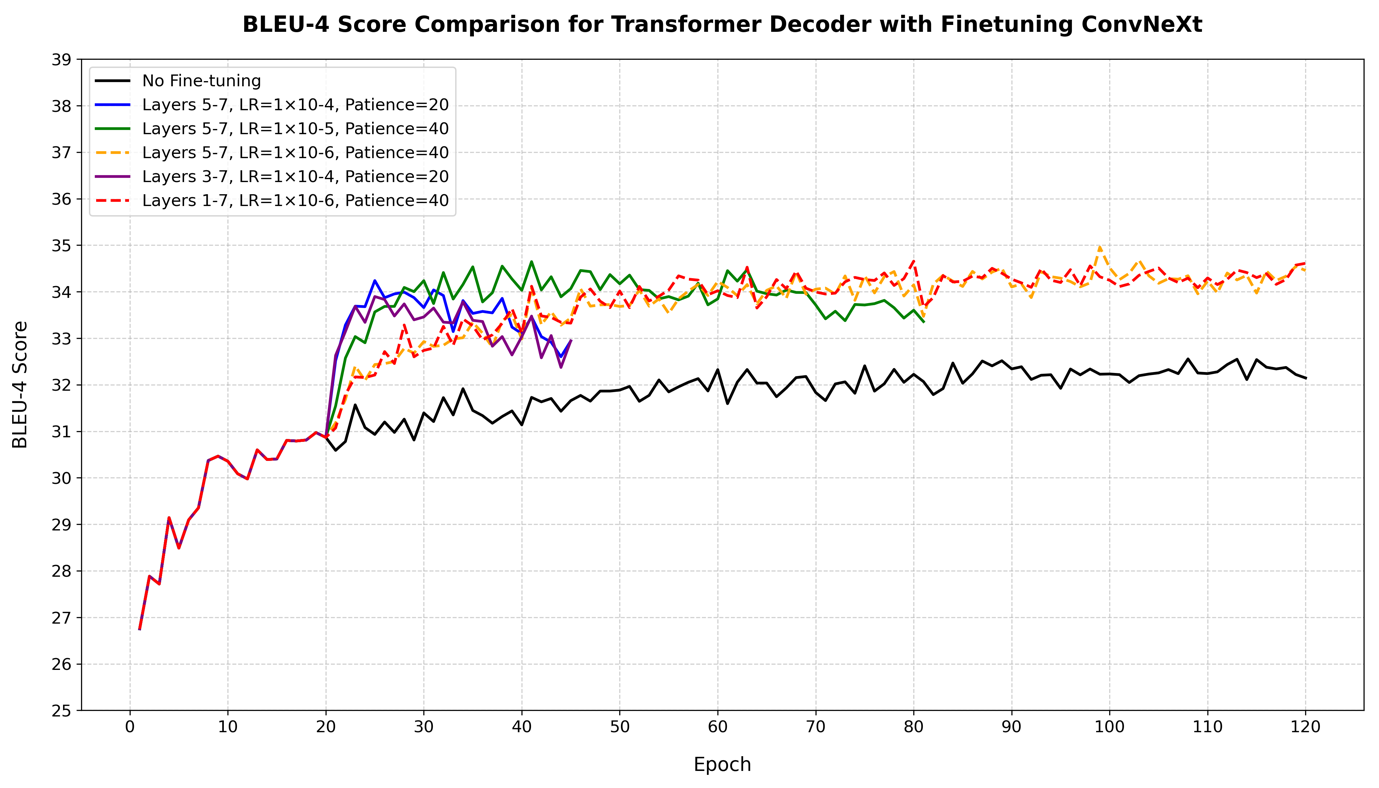 BLEU-4 Score Comparison for Transformer Decoder with Finetuning ConvNeXt
39
38
37
36
35
34
33
32
31
30
29
28
27
26
25
BLEU-4 Score
No Fine-tuning
Layers 5-7, LR=1×10-4, Patience=20
Layers 5-7, LR=1×10-5, Patience=40
Layers 5-7, LR=1×10-6, Patience=40
Layers 3-7, LR=1×10-4, Patience=20
Layers 1-7, LR=1×10-6, Patience=40
0 10 20 30 40 50 60 70 80 90 100 110 120
Epoch